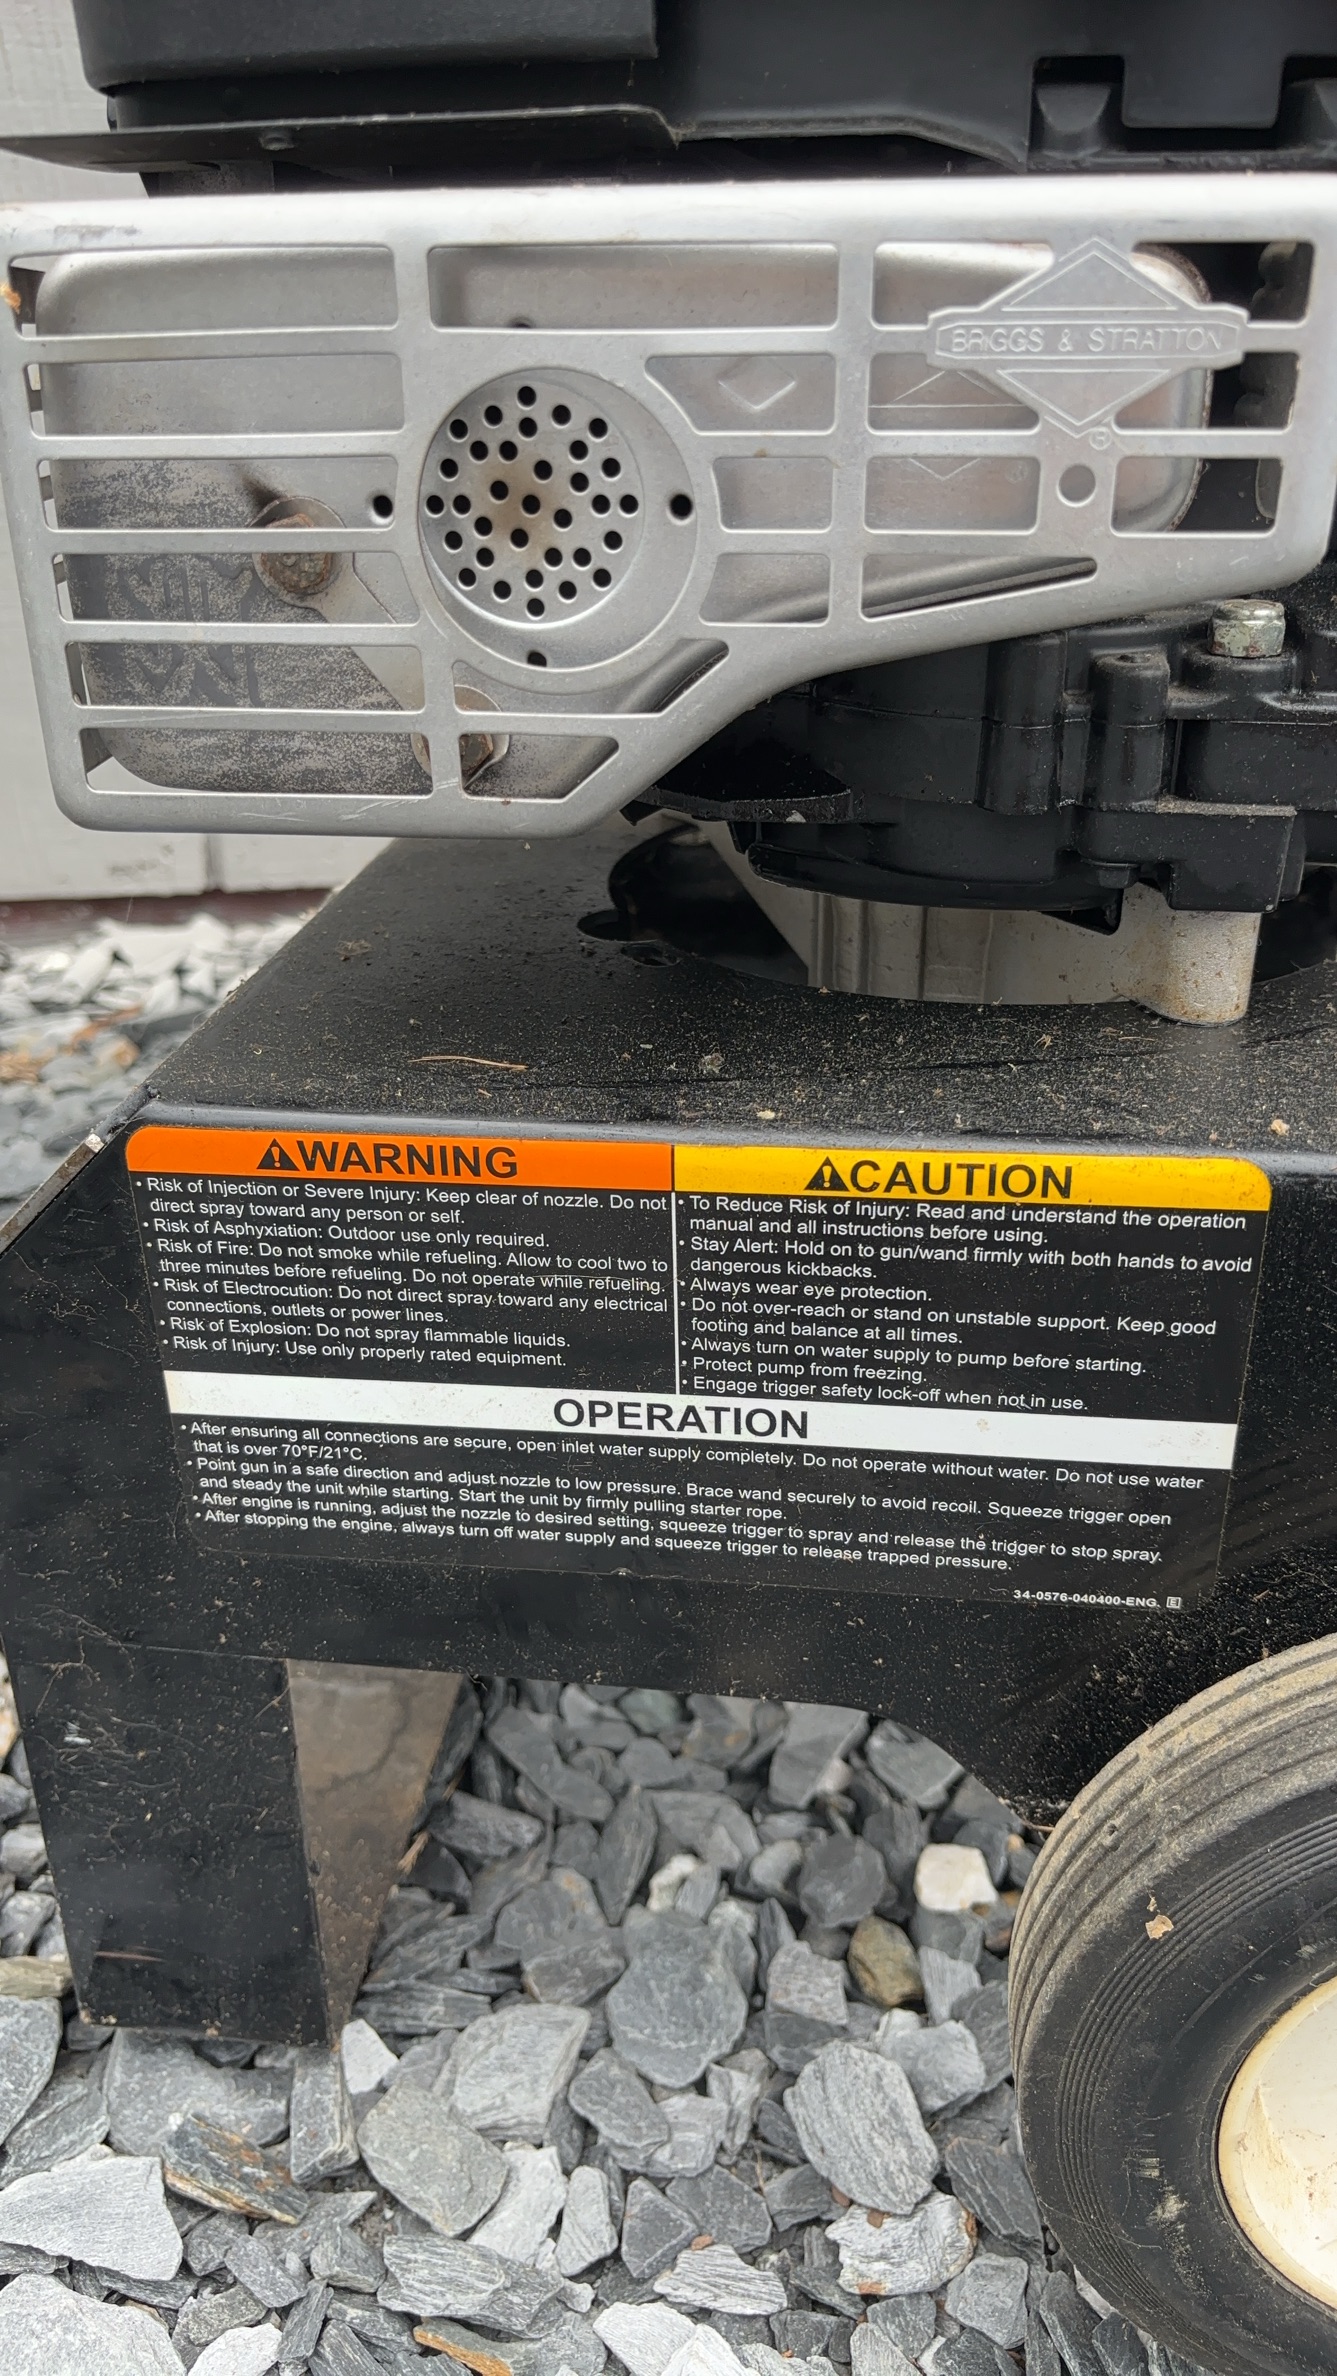 BRIGGS & STRATTON
®
⚠WARNING
• Risk of Injection or Severe Injury: Keep clear of nozzle. Do not
direct spray toward any person or self.
• Risk of Asphyxiation: Outdoor use only required.
• Risk of Fire: Do not smoke while refueling. Allow to cool two to
three minutes before refueling. Do not operate while refueling.
• Risk of Electrocution: Do not direct spray toward any electrical
connections, outlets or power lines.
• Risk of Explosion: Do not spray flammable liquids.
• Risk of Injury: Use only properly rated equipment.
⚠CAUTION
• To Reduce Risk of Injury: Read and understand the operation
manual and all instructions before using.
• Stay Alert: Hold on to gun/wand firmly with both hands to avoid
dangerous kickbacks.
• Always wear eye protection.
• Do not over-reach or stand on unstable support. Keep good
footing and balance at all times.
• Always turn on water supply to pump before starting.
• Protect pump from freezing.
• Engage trigger safety lock-off when not in use.
OPERATION
• After ensuring all connections are secure, open inlet water supply completely. Do not operate without water. Do not use water
that is over 70°F/21°C.
• Point gun in a safe direction and adjust nozzle to low pressure. Brace wand securely to avoid recoil. Squeeze trigger open
and steady the unit while starting. Start the unit by firmly pulling starter rope.
• After engine is running, adjust the nozzle to desired setting, squeeze trigger to spray and release the trigger to stop spray.
• After stopping the engine, always turn off water supply and squeeze trigger to release trapped pressure.
34-0576-040400-ENG. E